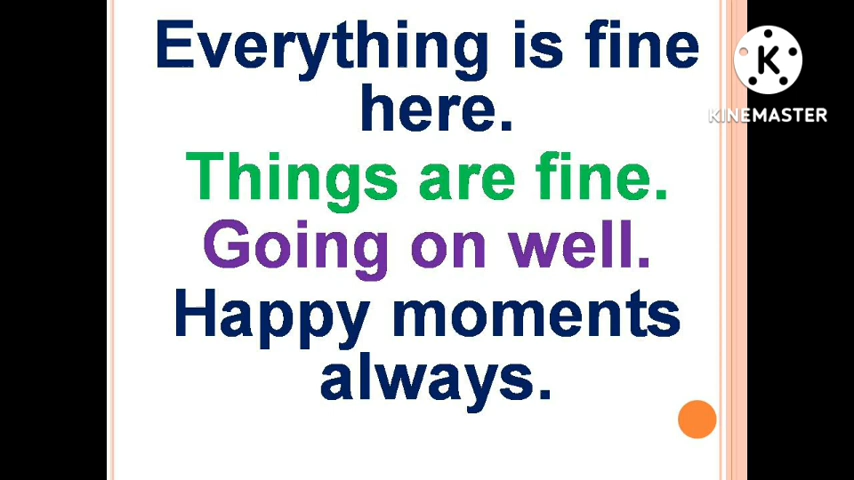 Everything is fine
here.
Things are fine.
Going on well.
Happy moments
always.
K
KINEMASTER